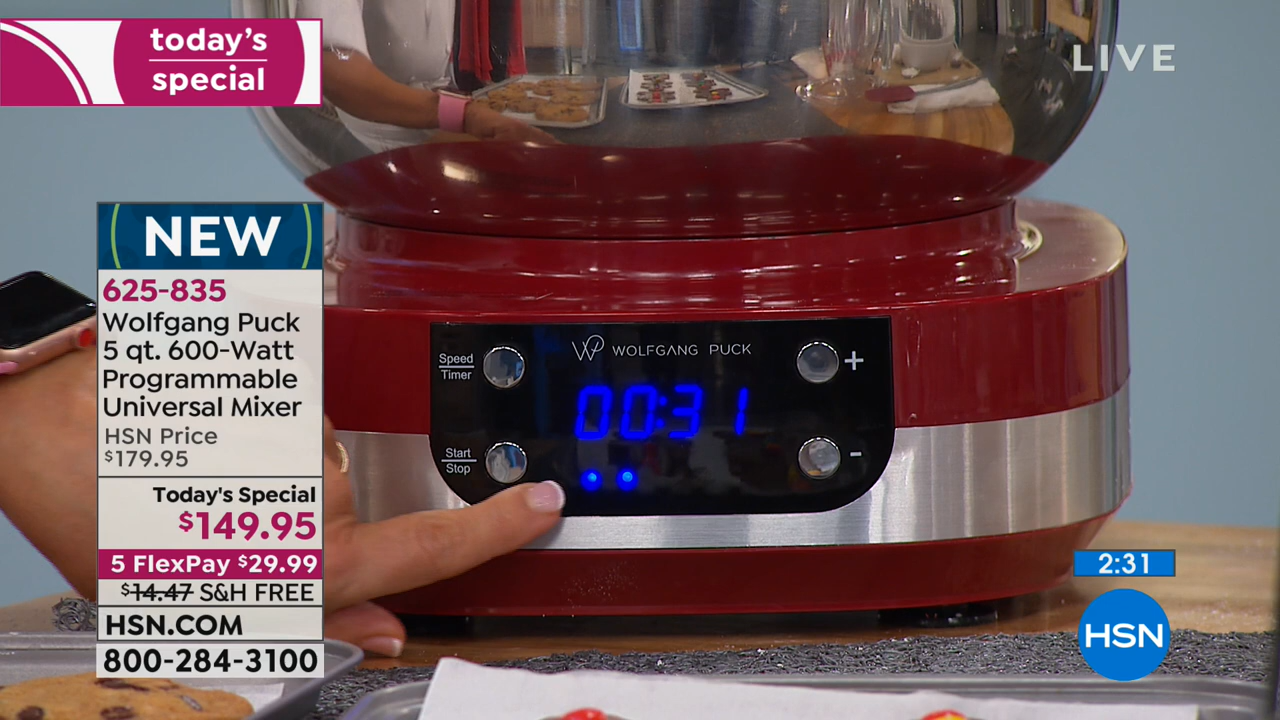 today's
special
LIVE
NEW
625-835
Wolfgang Puck
5 qt. 600-Watt
Programmable
Universal Mixer
HSN Price
$179.95
Today's Special
$149.95
5 FlexPay $29.99
$14.47 S&H FREE
HSN.COM
800-284-3100
Speed
Timer
WP WOLFGANG PUCK
+
00:31
Start
Stop
-
2:31
HSN